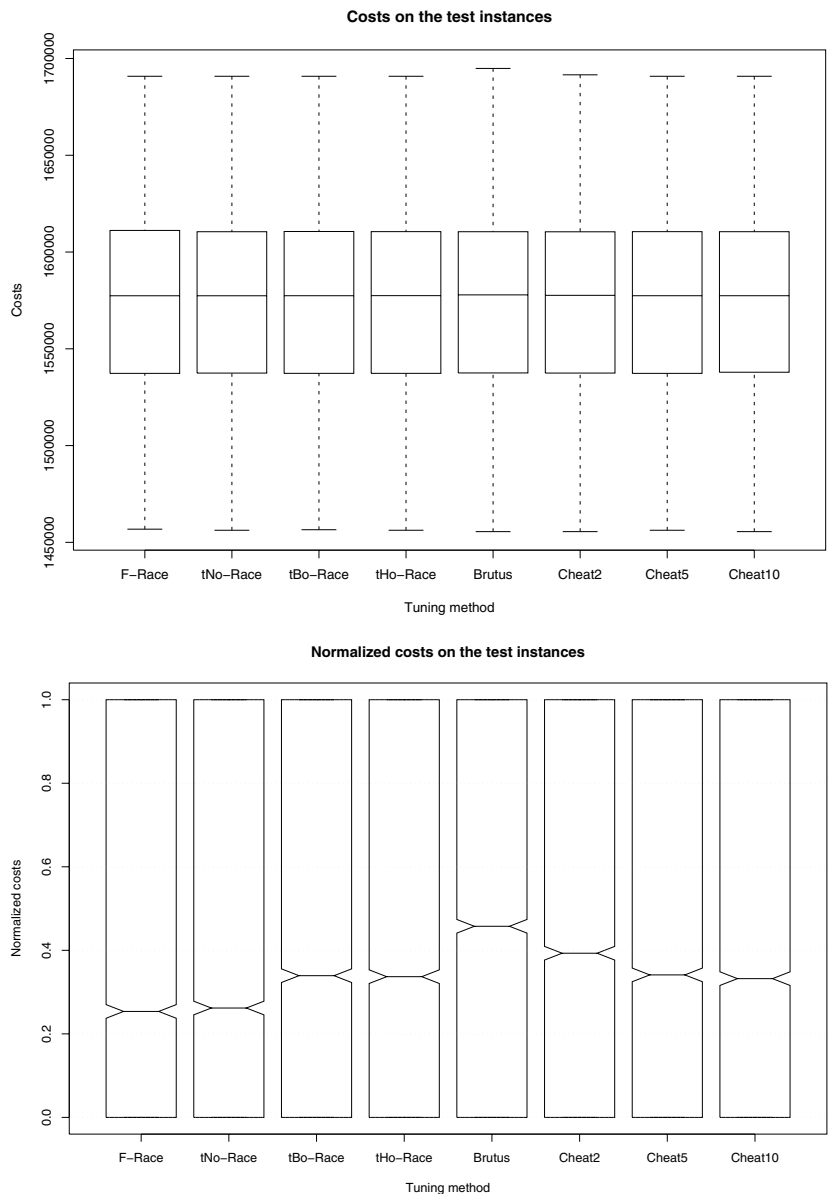 Costs on the test instances
1700000
1650000
1600000
1550000
1500000
1450000
Costs
F−Race tNo−Race tBo−Race tHo−Race Brutus Cheat2 Cheat5 Cheat10
Tuning method
Normalized costs on the test instances
1.0
0.8
0.6
0.4
0.2
0.0
Normalized costs
F−Race tNo−Race tBo−Race tHo−Race Brutus Cheat2 Cheat5 Cheat10
Tuning method